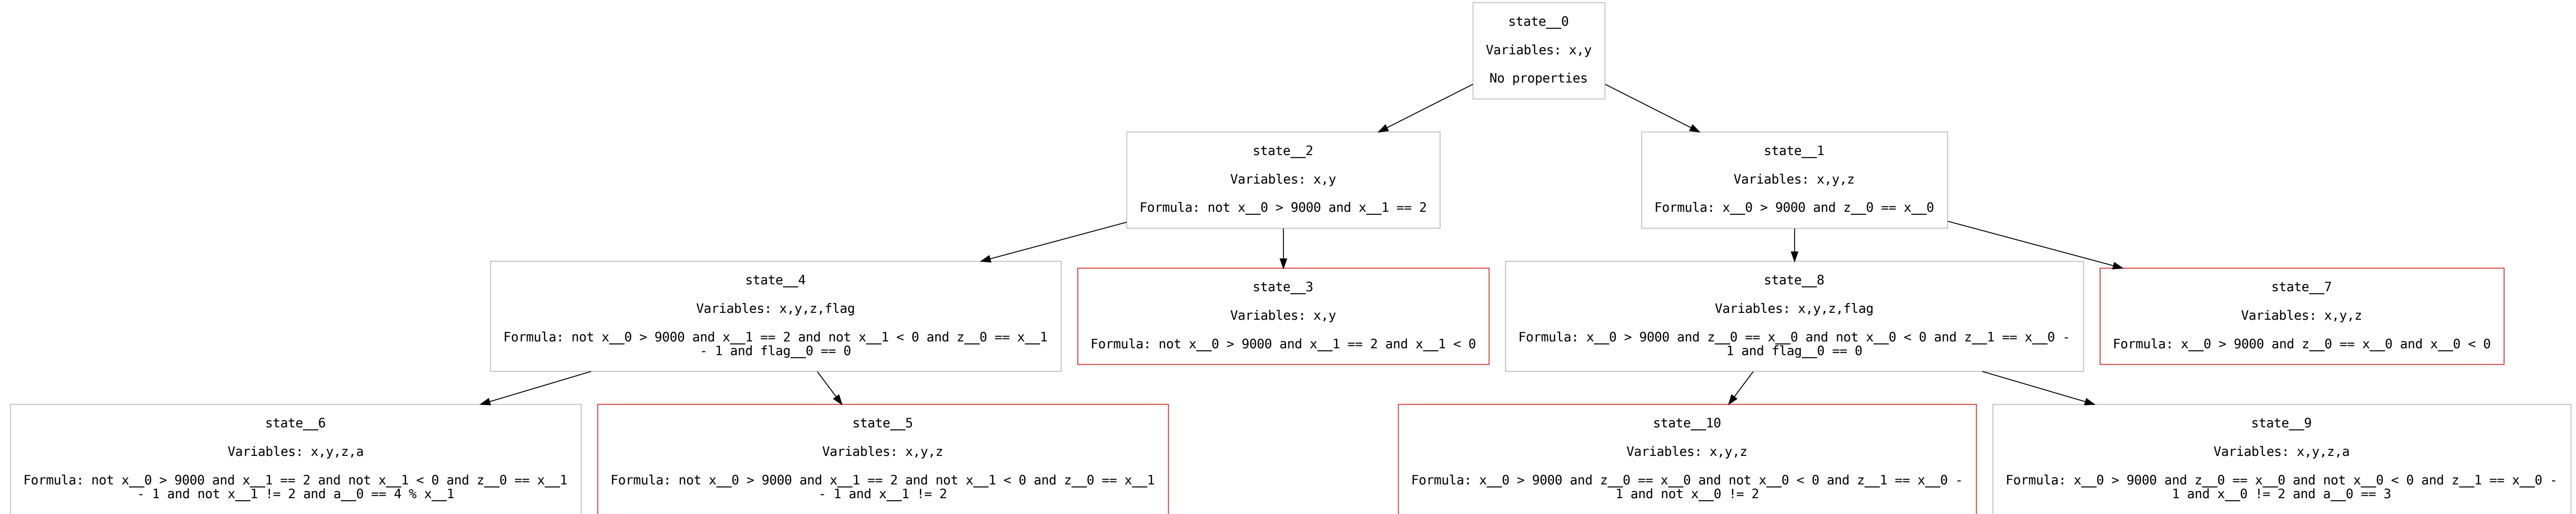 state__0
Variables: x,y
No properties
state__2
Variables: x,y
Formula: not x__0 > 9000 and x__1 == 2
state__1
Variables: x,y,z
Formula: x__0 > 9000 and z__0 == x__0
state__4
Variables: x,y,z,flag
Formula: not x__0 > 9000 and x__1 == 2 and not x__1 < 0 and z__0 == x__1
- 1 and flag__0 == 0
state__3
Variables: x,y
Formula: not x__0 > 9000 and x__1 == 2 and x__1 < 0
state__8
Variables: x,y,z,flag
Formula: x__0 > 9000 and z__0 == x__0 and not x__0 < 0 and z__1 == x__0 -
1 and flag__0 == 0
state__7
Variables: x,y,z
Formula: x__0 > 9000 and z__0 == x__0 and x__0 < 0
state__6
Variables: x,y,z,a
Formula: not x__0 > 9000 and x__1 == 2 and not x__1 < 0 and z__0 == x__1
- 1 and not x__1 != 2 and a__0 == 4 % x__1
state__5
Variables: x,y,z
Formula: not x__0 > 9000 and x__1 == 2 and not x__1 < 0 and z__0 == x__1
- 1 and x__1 != 2
state__10
Variables: x,y,z
Formula: x__0 > 9000 and z__0 == x__0 and not x__0 < 0 and z__1 == x__0 -
1 and not x__0 != 2
state__9
Variables: x,y,z,a
Formula: x__0 > 9000 and z__0 == x__0 and not x__0 < 0 and z__1 == x__0 -
1 and x__0 != 2 and a__0 == 3